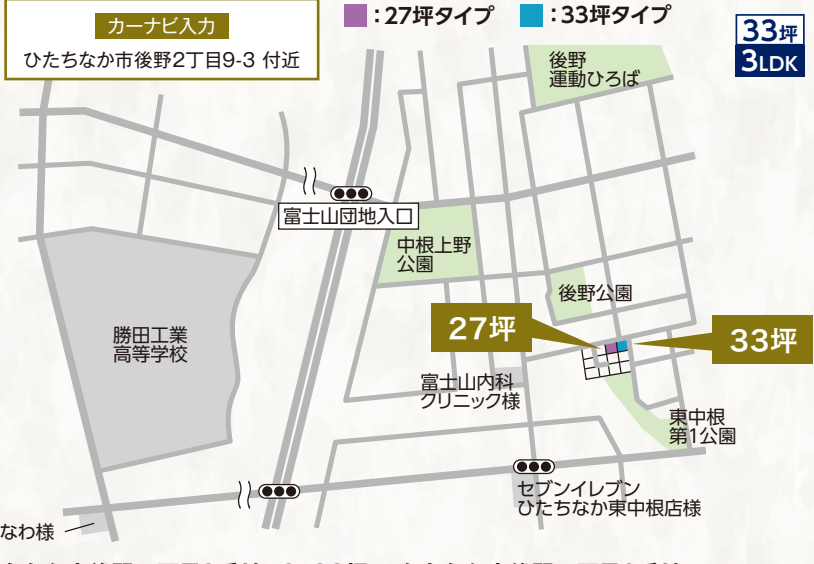 カーナビ入力
ひたちなか市後野2丁目9-3 付近
:27坪タイプ
:33坪タイプ
33坪
3LDK
後野
運動ひろば
富士山団地入口
中根上野
公園
後野公園
27坪
33坪
勝田工業
高等学校
富士山内科
クリニック様
東中根
第1公園
セブンイレブン
ひたちなか東中根店様
なわ様